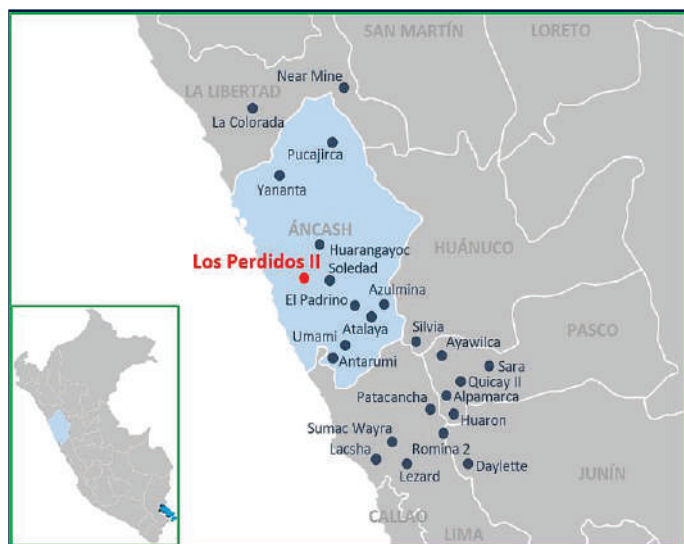 SAN MARTÍN
LORETO
Near Mine
LA LIBERTAD
La Colorada
Pucajirca
Yananta
ÁNCASH
HUÁNUCO
Huarangayoc
Los Perdidos II
Soledad
El Padrino
Azulmina
Atalaya
Umami
Silvia
PASCO
Antarumi
Ayawilca
Sara
Quicay II
Patacancha
Alpamarca
Huaron
Sumac Wayra
Romina 2
Lacsha
Lezard
Daylette
JUNÍN
CALLAO
LIMA